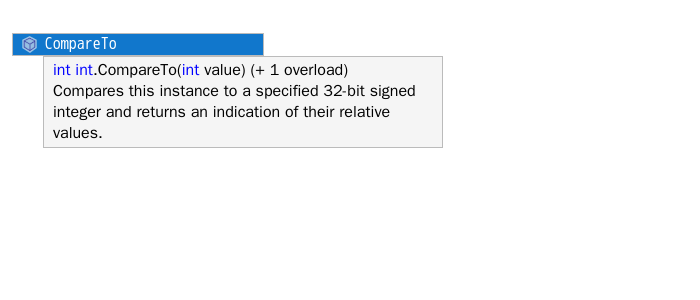 CompareTo
int int.CompareTo(int value) (+ 1 overload)
Compares this instance to a specified 32-bit signed
integer and returns an indication of their relative
values.